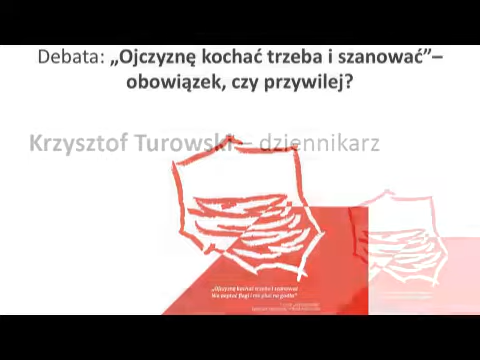 Debata: „Ojczyznę kochać trzeba i szanować”–
obowiązek, czy przywilej?
Krzysztof Turowski – dziennikarz
„Ojczyznę kochać trzeba i szanować
Nie deptać flagi i nie pluć na godło”